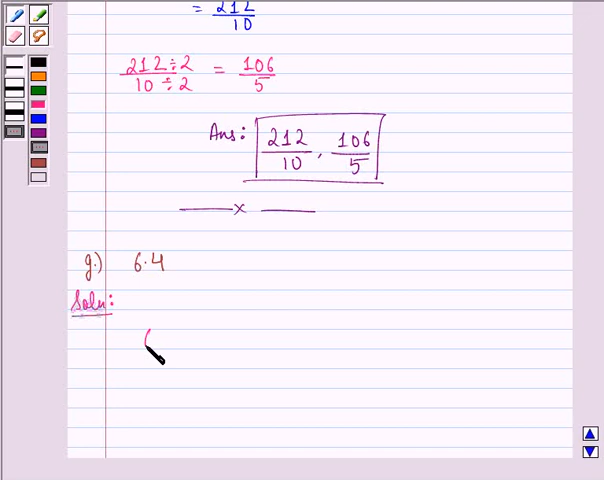 = 212/10
212 ÷ 2/10 ÷ 2 = 106/5
Ans: 212/10, 106/5
x
g.) 6.4
Soln: